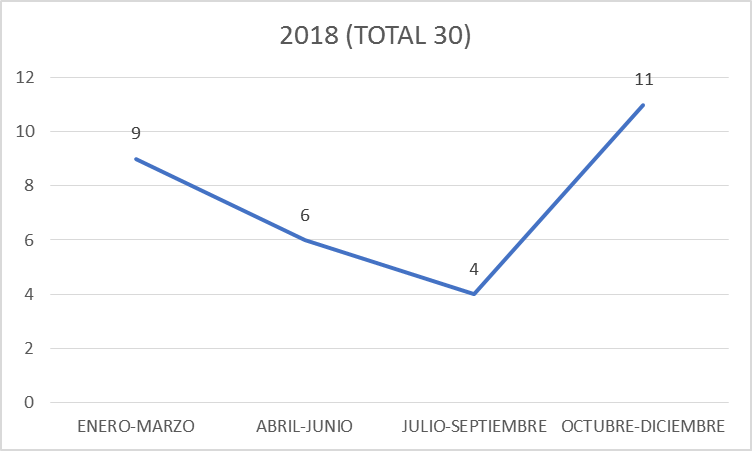 2018 (TOTAL 30)
12
10
8
6
4
2
0
9
6
4
11
ENERO-MARZO
ABRIL-JUNIO
JULIO-SEPTIEMBRE
OCTUBRE-DICIEMBRE